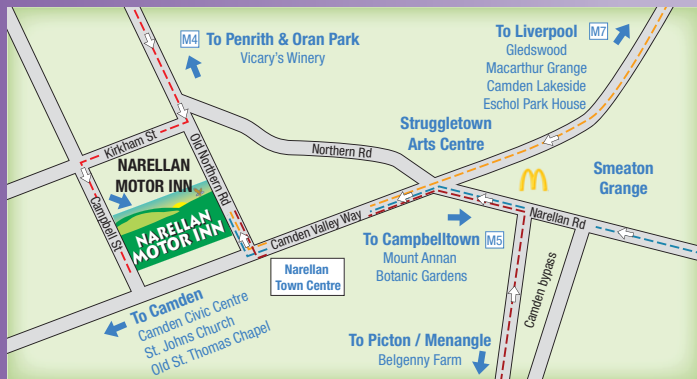 M4 To Penrith & Oran Park
Vicary's Winery
To Liverpool M7
Gledswood
Macarthur Grange
Camden Lakeside
Eschol Park House
Struggletown
Arts Centre
Smeaton
Grange
Kirkham St
Old Northern Rd
Northern Rd
NARELLAN
MOTOR INN
NARELLAN
MOTOR INN
Campbell St
Camden Valley Way
Narelian Rd
To Campbelltown M5
Mount Annan
Botanic Gardens
Narellan
Town Centre
Camden bypass
To Camden
Camden Civic Centre
St. Johns Church
Old St. Thomas Chapel
To Picton / Menangle
Belgenny Farm